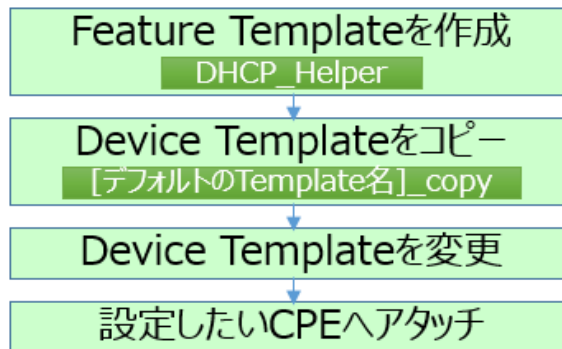 Feature Templateを作成
DHCP_Helper
Device Templateをコピー
[デフォルトのTemplate名]_copy
Device Templateを変更
設定したいCPEへアタッチ